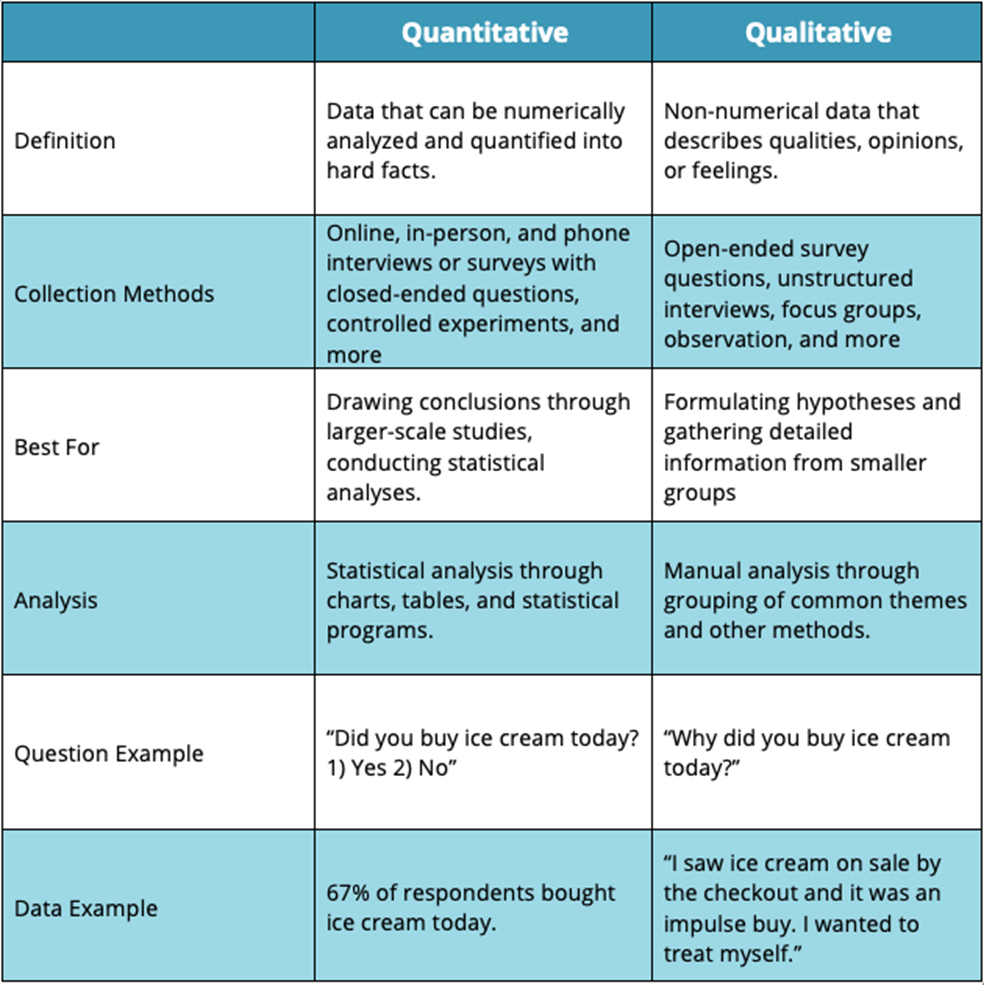 Quantitative
Qualitative
Definition
Data that can be numerically
analyzed and quantified into
hard facts.
Non-numerical data that
describes qualities, opinions,
or feelings.
Collection Methods
Online, in-person, and phone
interviews or surveys with
closed-ended questions,
controlled experiments, and
more
Open-ended survey
questions, unstructured
interviews, focus groups,
observation, and more
Best For
Drawing conclusions through
larger-scale studies,
conducting statistical
analyses.
Formulating hypotheses and
gathering detailed
information from smaller
groups
Analysis
Statistical analysis through
charts, tables, and statistical
programs.
Manual analysis through
grouping of common themes
and other methods.
Question Example
“Did you buy ice cream today?
1) Yes 2) No”
“Why did you buy ice cream
today?”
Data Example
67% of respondents bought
ice cream today.
“I saw ice cream on sale by
the checkout and it was an
impulse buy. I wanted to
treat myself.”